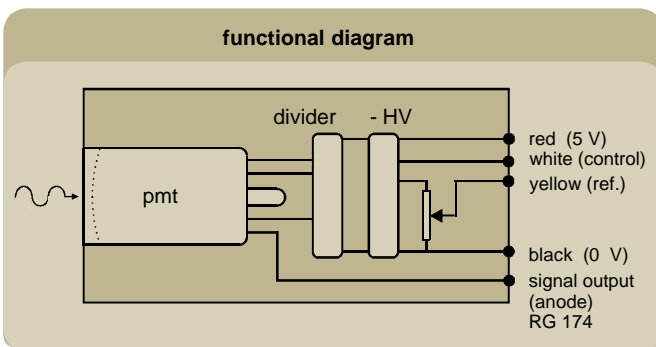 functional diagram
divider
- HV
pmt
red (5 V)
white (control)
yellow (ref.)
black (0 V)
signal output
(anode)
RG 174